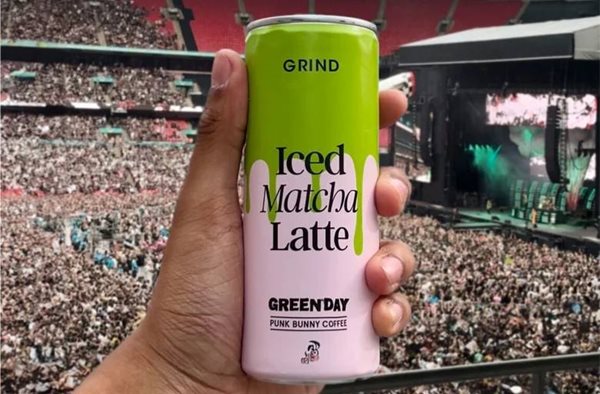 GRIND
Iced
Matcha
Latte
GREEN DAY
PUNK BUNNY COFFEE